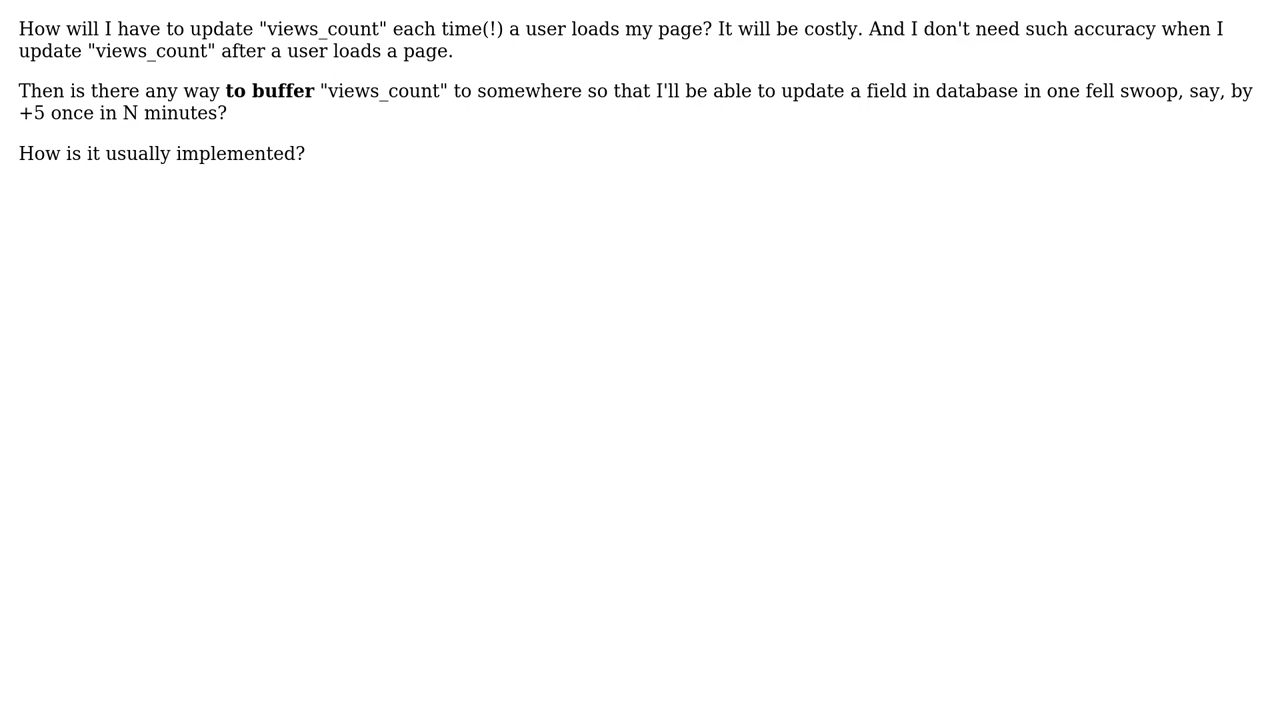 How will I have to update "views_count" each time(!) a user loads my page? It will be costly. And I don't need such accuracy when I
update "views_count" after a user loads a page.
Then is there any way to buffer "views_count" to somewhere so that I'll be able to update a field in database in one fell swoop, say, by
+5 once in N minutes?
How is it usually implemented?